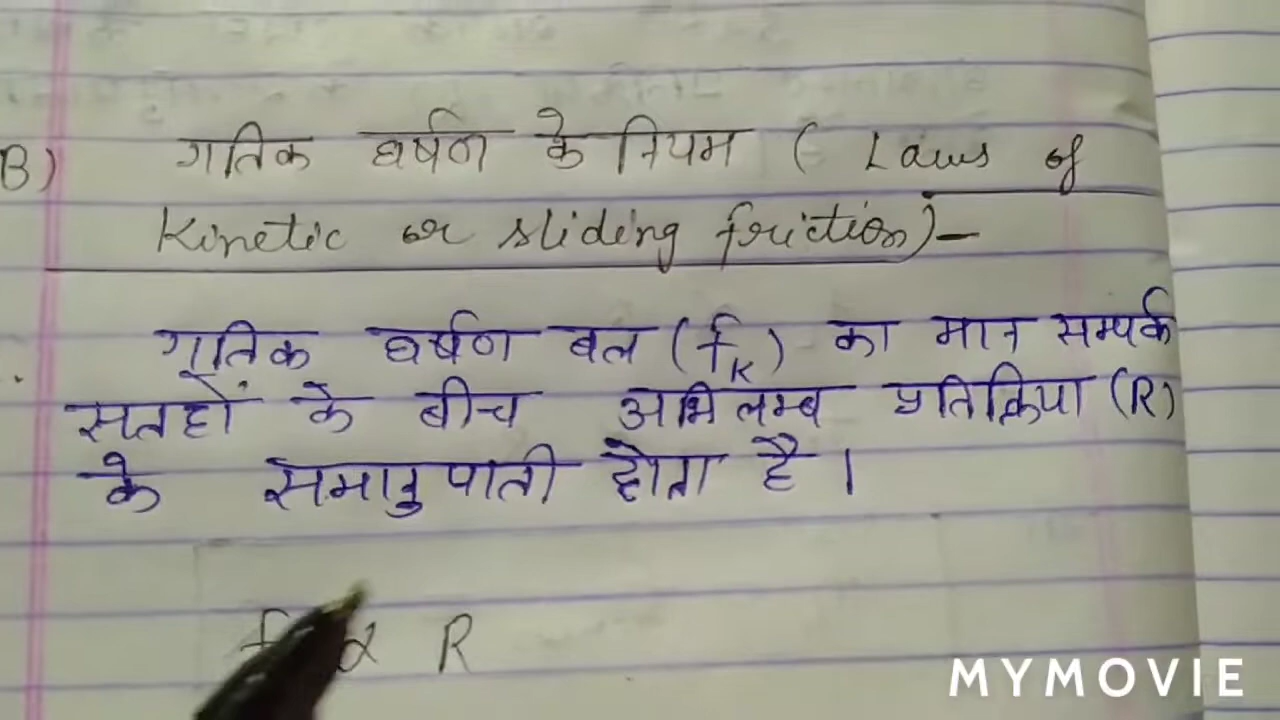 B) गतिक घर्षण के नियम ( Laws of
Kinetic or sliding friction) –
गतिक घर्षण बल (fₖ) का मान सम्पर्क
सतहों के बीच अभिलम्ब प्रतिक्रिया (R)
के समानुपाती होता है।
α R
MYMOVIE